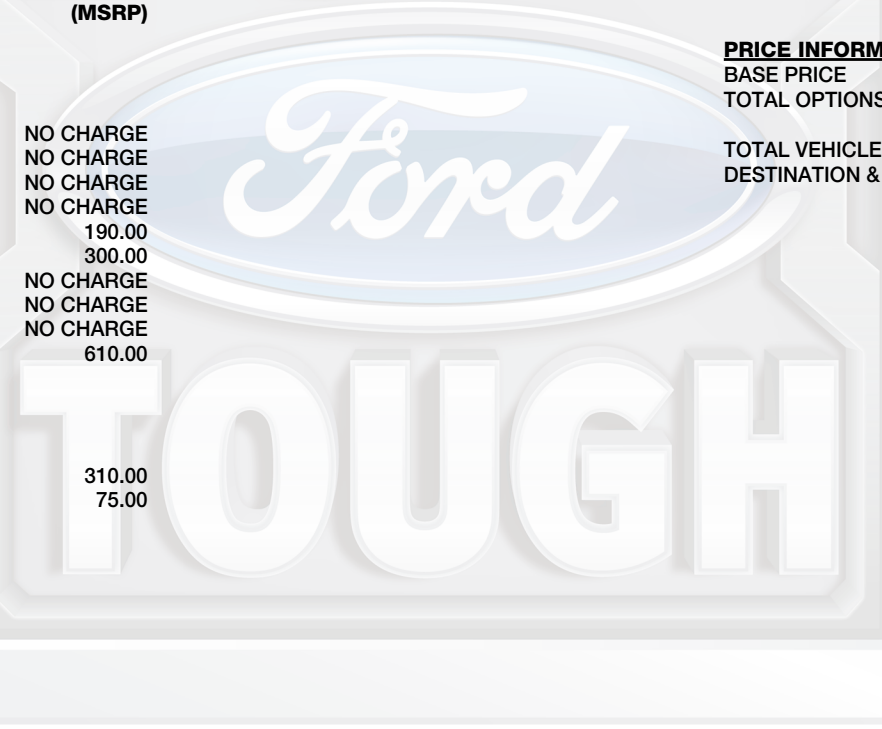 (MSRP)
NO CHARGE
NO CHARGE
NO CHARGE
NO CHARGE
190.00
300.00
NO CHARGE
NO CHARGE
NO CHARGE
610.00
310.00
75.00
PRICE INFORM
BASE PRICE
TOTAL OPTIONS
TOTAL VEHICLE
DESTINATION &
Ford
TOUGH